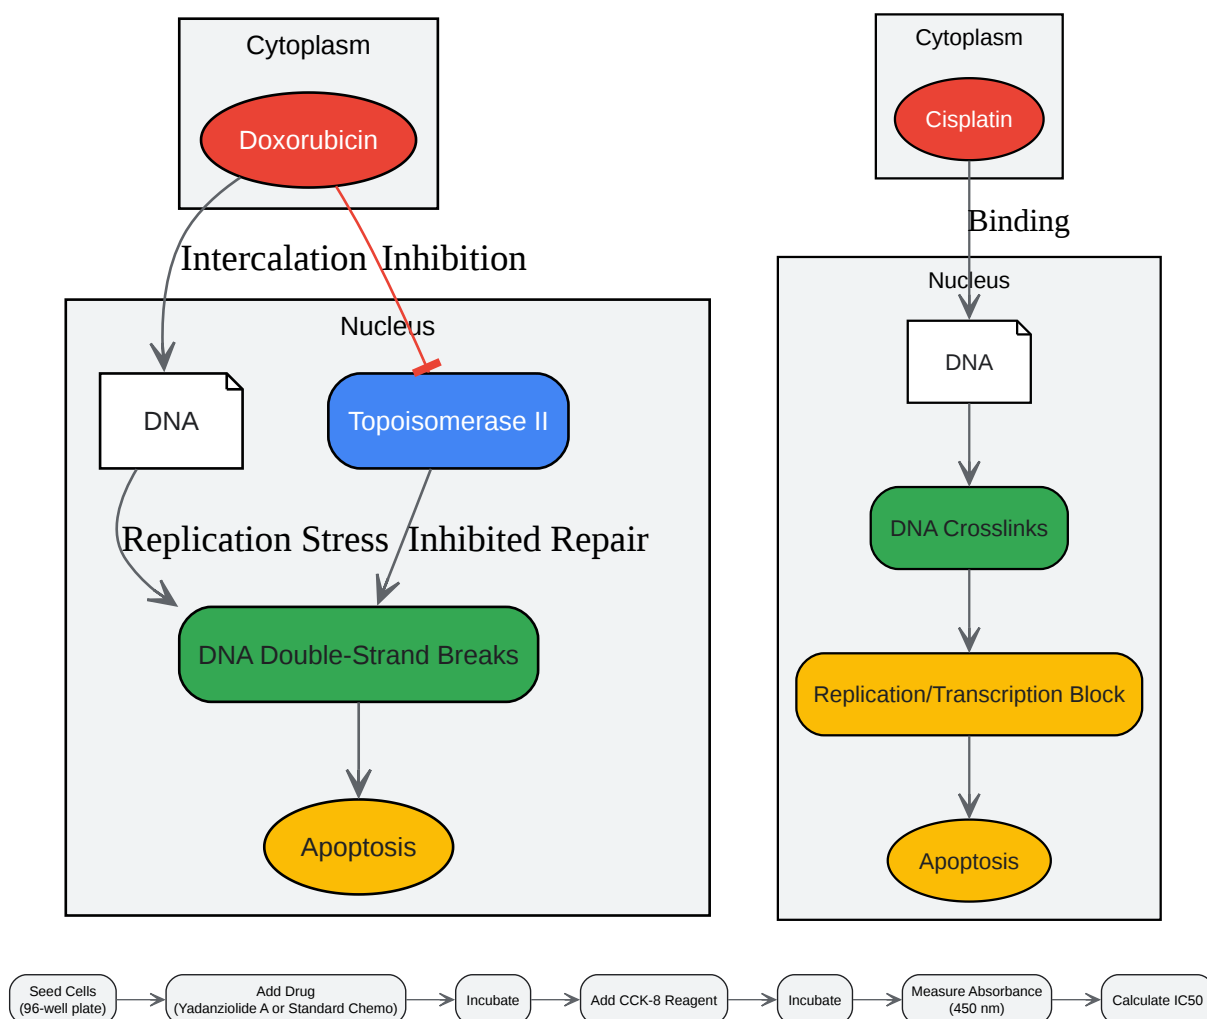 Cytoplasm
Doxorubicin
Intercalation
Inhibition
Nucleus
DNA
Topoisomerase II
Replication Stress
Inhibited Repair
DNA Double-Strand Breaks
Apoptosis
Cytoplasm
Cisplatin
Binding
Nucleus
DNA
DNA Crosslinks
Replication/Transcription Block
Apoptosis
Seed Cells
(96-well plate)
Add Drug
(Yadanziolide A or Standard Chemo)
Incubate
Add CCK-8 Reagent
Incubate
Measure Absorbance
(450 nm)
Calculate IC50